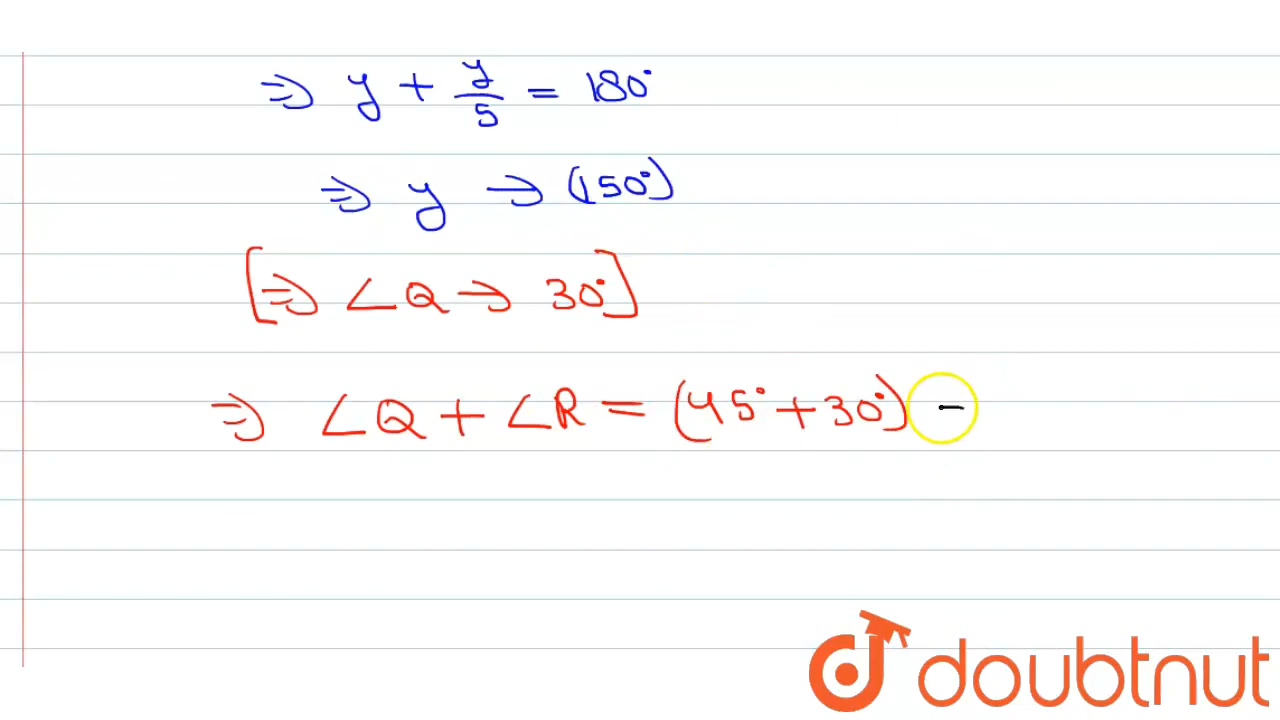 ⇒ y + y/5 = 180°
⇒ y → (150°)
[⇒ ∠Q → 30°]
⇒ ∠Q + ∠R = (45° + 30°) -
doubtnut